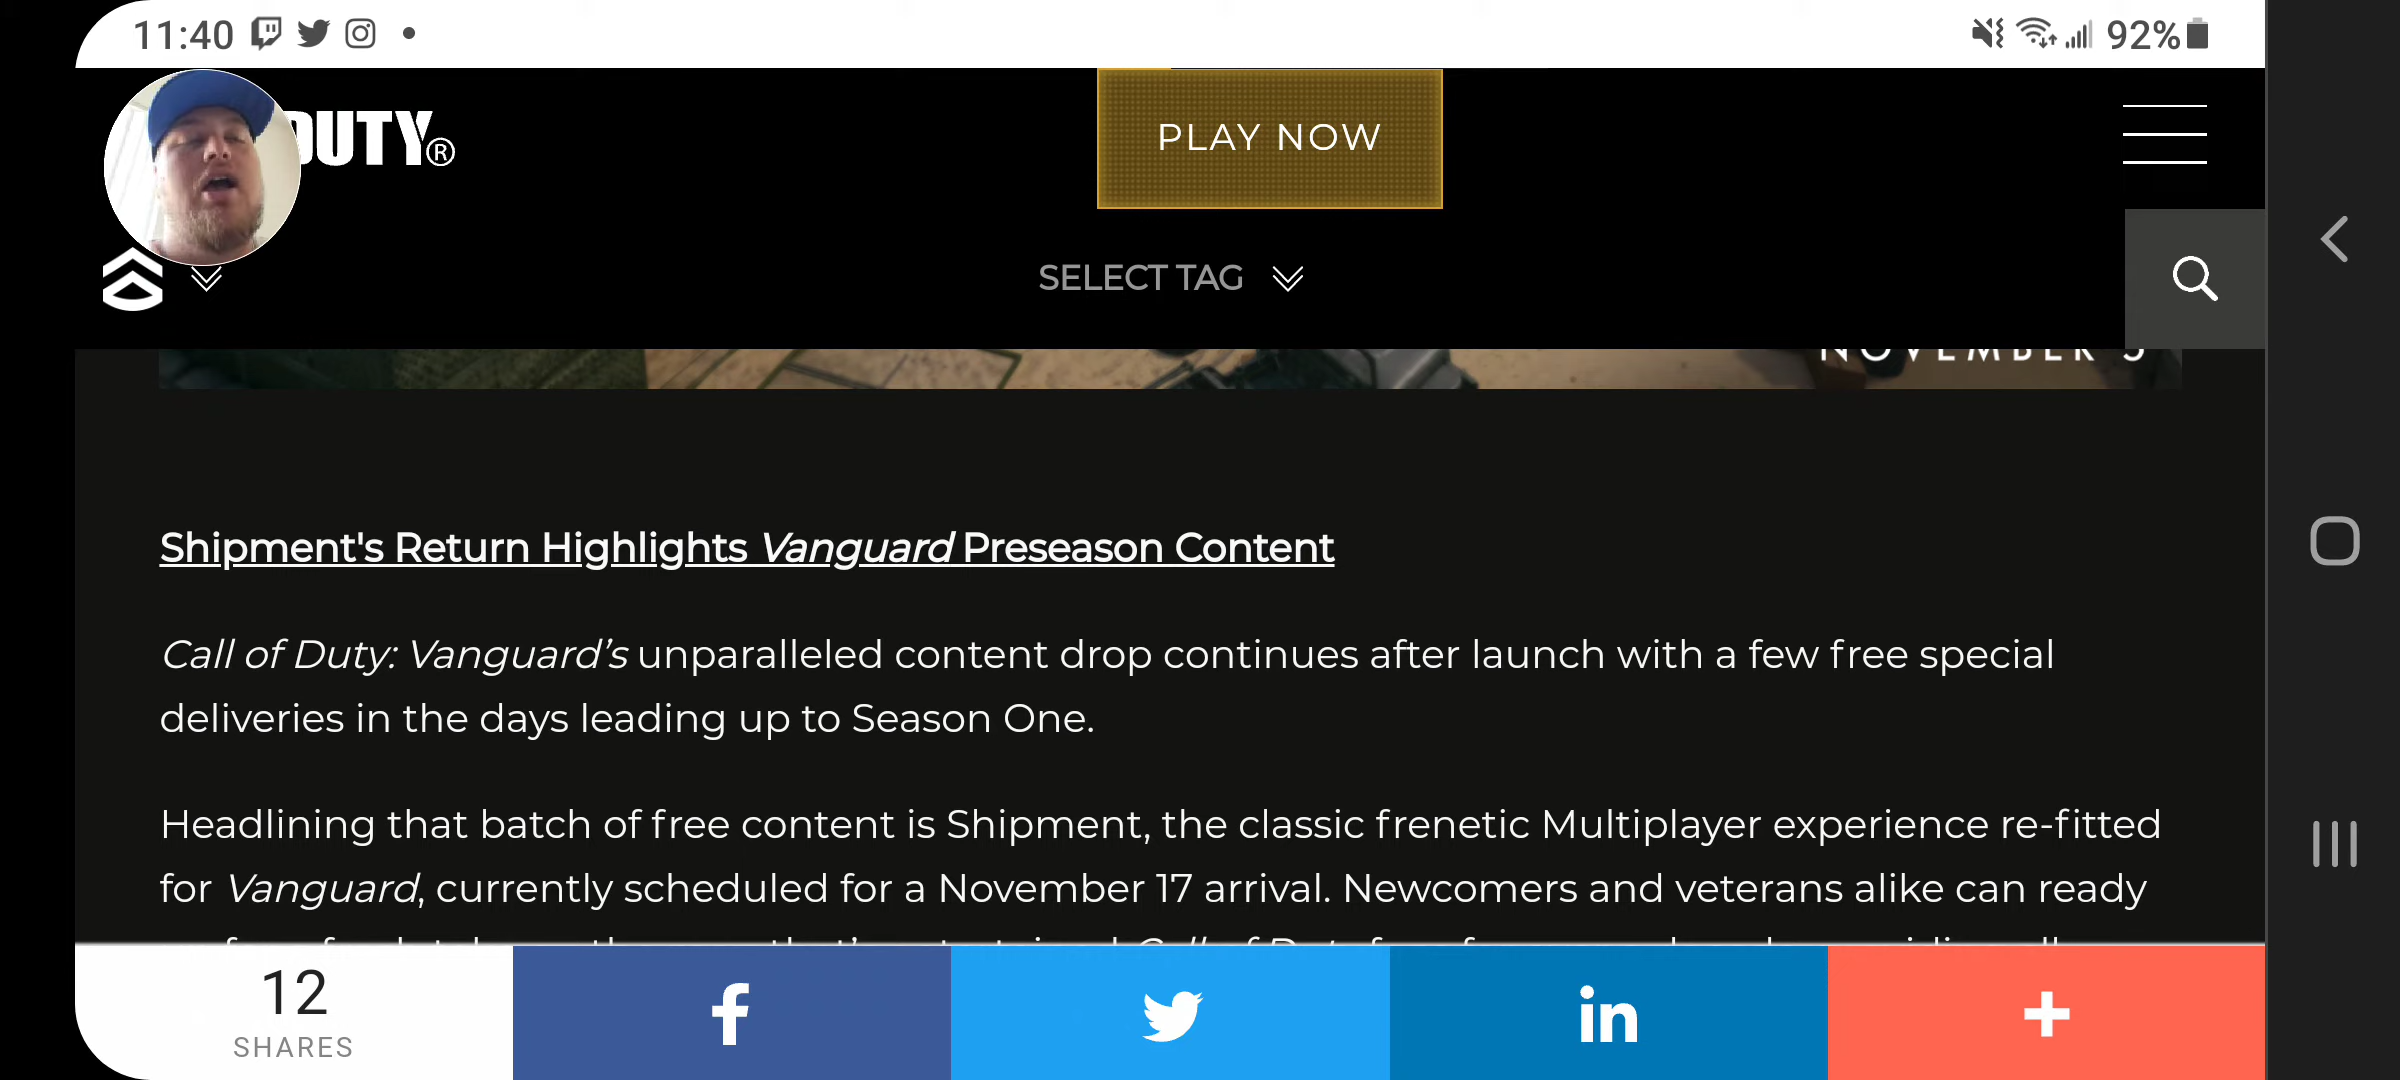 11:40
92%
DUTY®
PLAY NOW
SELECT TAG
NOVEMBER 5
Shipment's Return Highlights Vanguard Preseason Content
Call of Duty: Vanguard’s unparalleled content drop continues after launch with a few free special
deliveries in the days leading up to Season One.
Headlining that batch of free content is Shipment, the classic frenetic Multiplayer experience re-fitted
for Vanguard, currently scheduled for a November 17 arrival. Newcomers and veterans alike can ready
12
SHARES